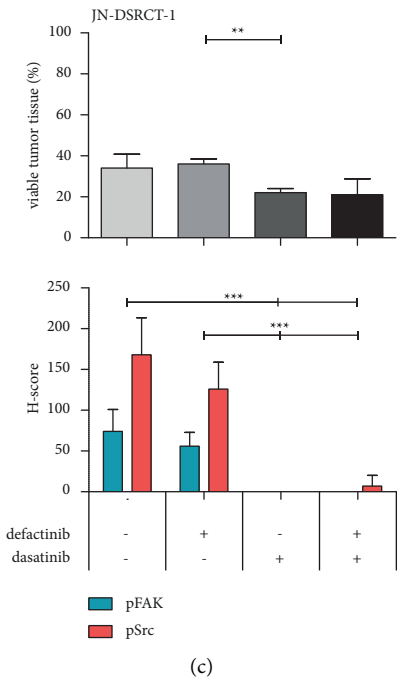 JN-DSRCT-1
100
80
60
40
20
0
viable tumor tissue (%)
**
250
200
150
100
50
0
H-score
***
***
defactinib - + - +
dasatinib - - + +
pFAK
pSrc
(c)